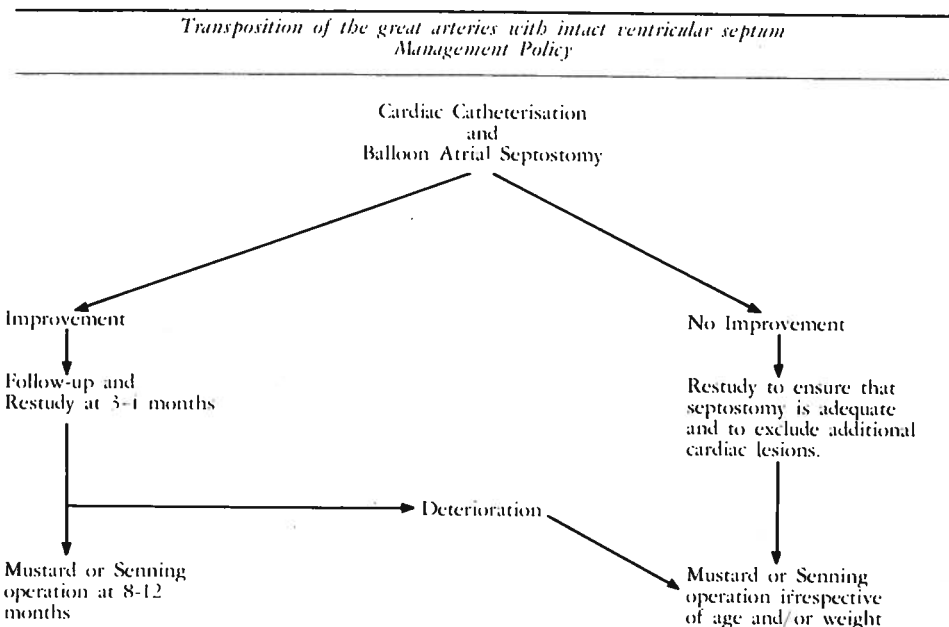 Transposition of the great arteries with intact ventricular septum
Management Policy
Cardiac Catheterisation
and
Balloon Atrial Septostomy
Improvement
No Improvement
Follow-up and
Restudy at 3-4 months
Restudy to ensure that
septostomy is adequate
and to exclude additional
cardiac lesions.
Deterioration
Mustard or Senning
operation at 8-12
months
Mustard or Senning
operation irrespective
of age and/or weight